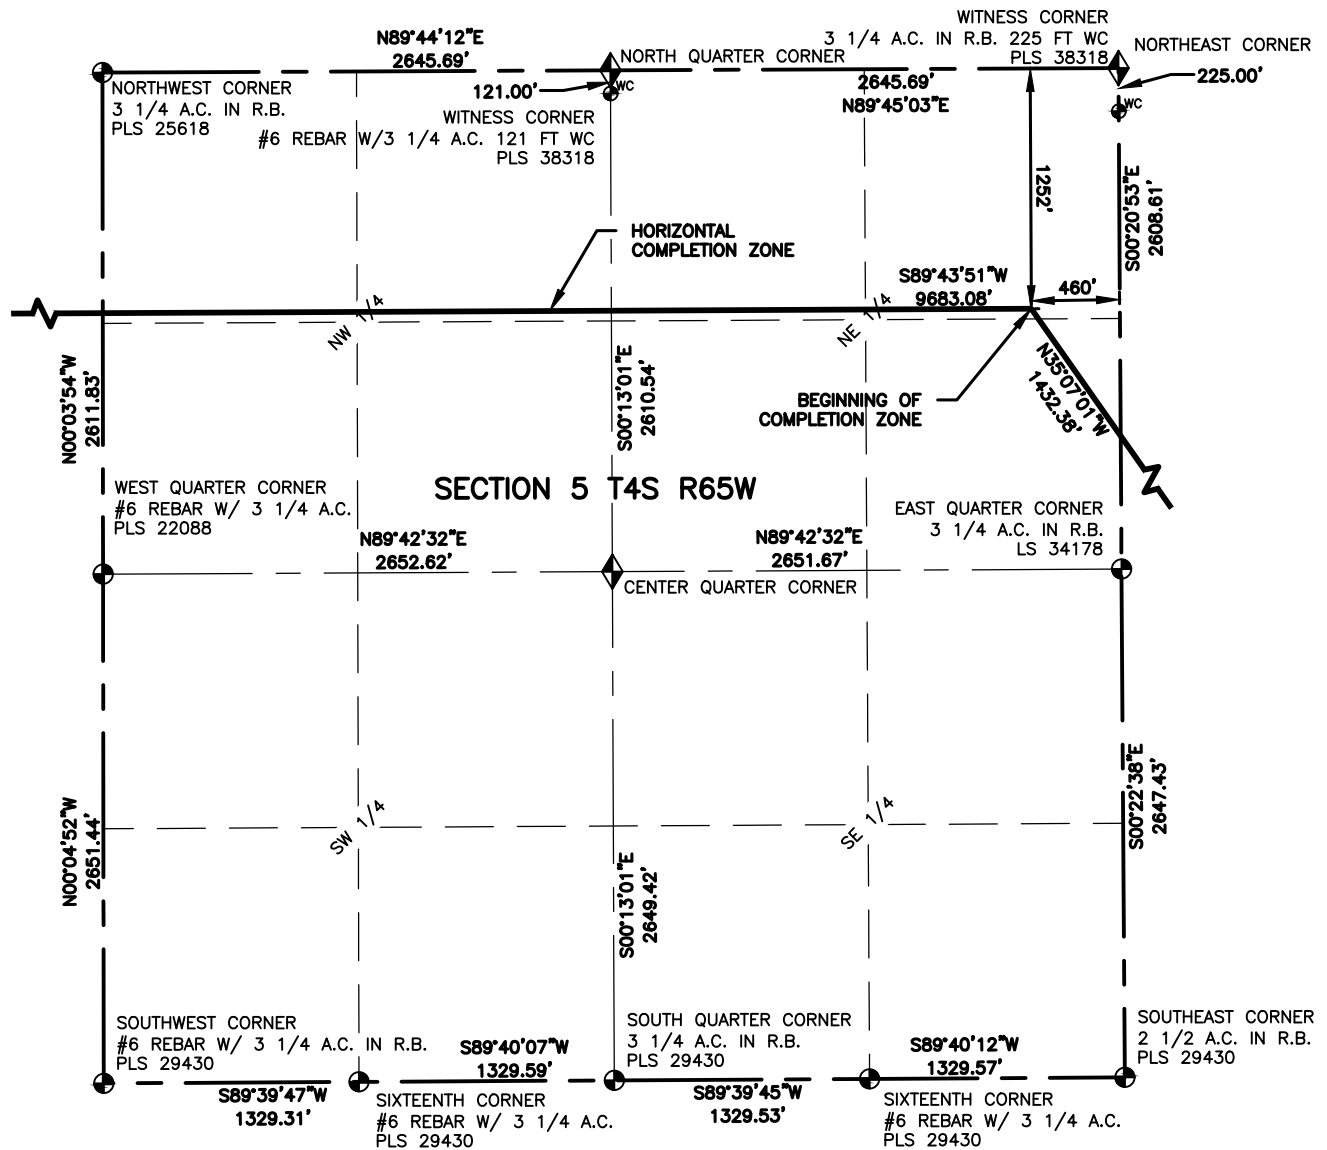 WITNESS CORNER
3 1/4 A.C. IN R.B. 225 FT WC
PLS 38318
NORTHEAST CORNER
225.00'
WC
N89°44'12"E
2645.69'
NORTH QUARTER CORNER
2645.69'
N89°45'03"E
NORTHWEST CORNER
3 1/4 A.C. IN R.B.
PLS 25618
121.00'
WC
WITNESS CORNER
#6 REBAR W/3 1/4 A.C. 121 FT WC
PLS 38318
1252'
S00°20'53"E
2608.61'
HORIZONTAL
COMPLETION ZONE
S89°43'51"W
9683.08'
460'
NW 1/4
NE 1/4
N00°03'54"W
2611.83'
S00°13'01"E
2610.54'
BEGINNING OF
COMPLETION ZONE
N35°07'01"W
1432.38'
WEST QUARTER CORNER
#6 REBAR W/ 3 1/4 A.C.
PLS 22088
SECTION 5 T4S R65W
EAST QUARTER CORNER
3 1/4 A.C. IN R.B.
LS 34178
N89°42'32"E
2652.62'
N89°42'32"E
2651.67'
CENTER QUARTER CORNER
N00°04'52"W
2651.44'
SW 1/4
SE 1/4
S00°13'01"E
2649.42'
S00°22'38"E
2647.43'
SOUTHWEST CORNER
#6 REBAR W/ 3 1/4 A.C. IN R.B.
PLS 29430
S89°40'07"W
1329.59'
SOUTH QUARTER CORNER
3 1/4 A.C. IN R.B.
PLS 29430
S89°40'12"W
1329.57'
SOUTHEAST CORNER
2 1/2 A.C. IN R.B.
PLS 29430
S89°39'47"W
1329.31'
SIXTEENTH CORNER
#6 REBAR W/ 3 1/4 A.C.
PLS 29430
S89°39'45"W
1329.53'
SIXTEENTH CORNER
#6 REBAR W/ 3 1/4 A.C.
PLS 29430